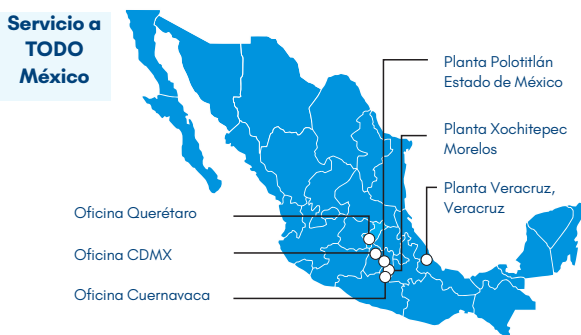 Servicio a
TODO
México
Planta Polotitlán
Estado de México
Planta Xochitepec
Morelos
Planta Veracruz,
Veracruz
Oficina Querétaro
Oficina CDMX
Oficina Cuernavaca